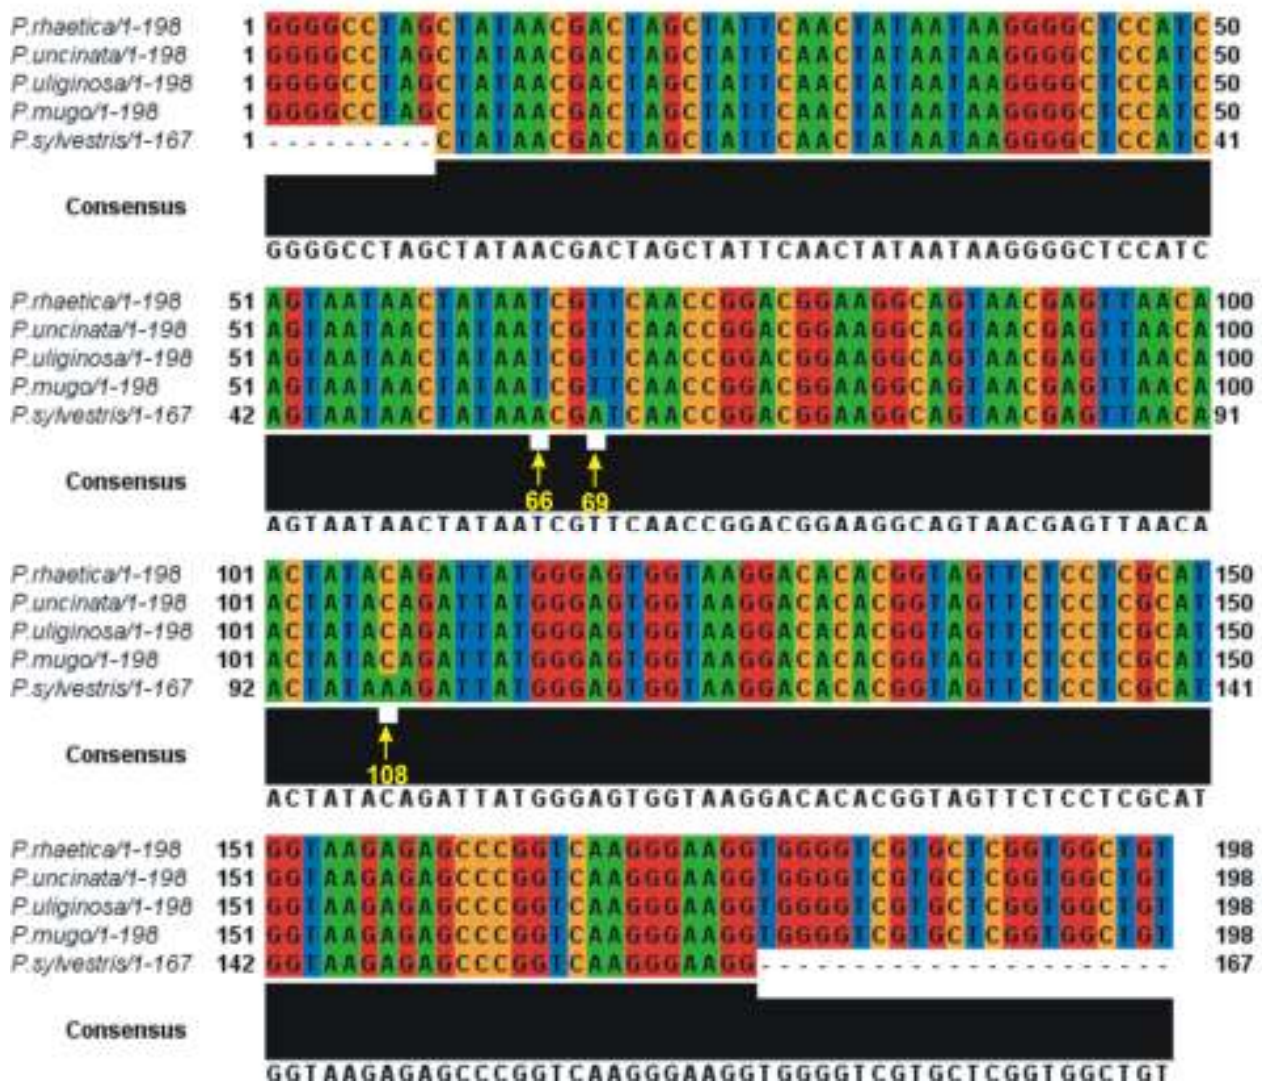 P.rhaetica/1-198 1 GGGGCCTAGCTATAACGACTAGCTATTCAACTATAATAAGGGGCTCCATC 50
P.uncinata/1-198 1 GGGGCCTAGCTATAACGACTAGCTATTCAACTATAATAAGGGGCTCCATC 50
P.uliginosa/1-198 1 GGGGCCTAGCTATAACGACTAGCTATTCAACTATAATAAGGGGCTCCATC 50
P.mugo/1-198 1 GGGGCCTAGCTATAACGACTAGCTATTCAACTATAATAAGGGGCTCCATC 50
P.sylvestris/1-167 1 ---------CTATAACGACTAGCTATTCAACTATAATAAGGGGCTCCATC 41
Consensus
GGGGCCTAGCTATAACGACTAGCTATTCAACTATAATAAGGGGCTCCATC
P.rhaetica/1-198 51 AGTAATAACTATAATCGTTCAACCGGACGGAAGGCAGTAACGAGTTAACA 100
P.uncinata/1-198 51 AGTAATAACTATAATCGTTCAACCGGACGGAAGGCAGTAACGAGTTAACA 100
P.uliginosa/1-198 51 AGTAATAACTATAATCGTTCAACCGGACGGAAGGCAGTAACGAGTTAACA 100
P.mugo/1-198 51 AGTAATAACTATAATCGTTCAACCGGACGGAAGGCAGTAACGAGTTAACA 100
P.sylvestris/1-167 42 AGTAATAACTATAAACGATCAACCGGACGGAAGGCAGTAACGAGTTAACA 91
Consensus
66 69
AGTAATAACTATAATCGTTCAACCGGACGGAAGGCAGTAACGAGTTAACA
P.rhaetica/1-198 101 ACTATACAGATTATGGGAGTGGTAAGGACACACGGTAGTTCTCCTCGCAT 150
P.uncinata/1-198 101 ACTATACAGATTATGGGAGTGGTAAGGACACACGGTAGTTCTCCTCGCAT 150
P.uliginosa/1-198 101 ACTATACAGATTATGGGAGTGGTAAGGACACACGGTAGTTCTCCTCGCAT 150
P.mugo/1-198 101 ACTATACAGATTATGGGAGTGGTAAGGACACACGGTAGTTCTCCTCGCAT 150
P.sylvestris/1-167 92 ACTATAAAGATTATGGGAGTGGTAAGGACACACGGTAGTTCTCCTCGCAT 141
Consensus
108
ACTATACAGATTATGGGAGTGGTAAGGACACACGGTAGTTCTCCTCGCAT
P.rhaetica/1-198 151 GGTAAGAGAGCCCGGTCAAGGGAAGGTGGGGTCGTGCTCGGTGGCTGT 198
P.uncinata/1-198 151 GGTAAGAGAGCCCGGTCAAGGGAAGGTGGGGTCGTGCTCGGTGGCTGT 198
P.uliginosa/1-198 151 GGTAAGAGAGCCCGGTCAAGGGAAGGTGGGGTCGTGCTCGGTGGCTGT 198
P.mugo/1-198 151 GGTAAGAGAGCCCGGTCAAGGGAAGGTGGGGTCGTGCTCGGTGGCTGT 198
P.sylvestris/1-167 142 GGTAAGAGAGCCCGGTCAAGGGAAGG---------------------- 167
Consensus
GGTAAGAGAGCCCGGTCAAGGGAAGGTGGGGTCGTGCTCGGTGGCTGT